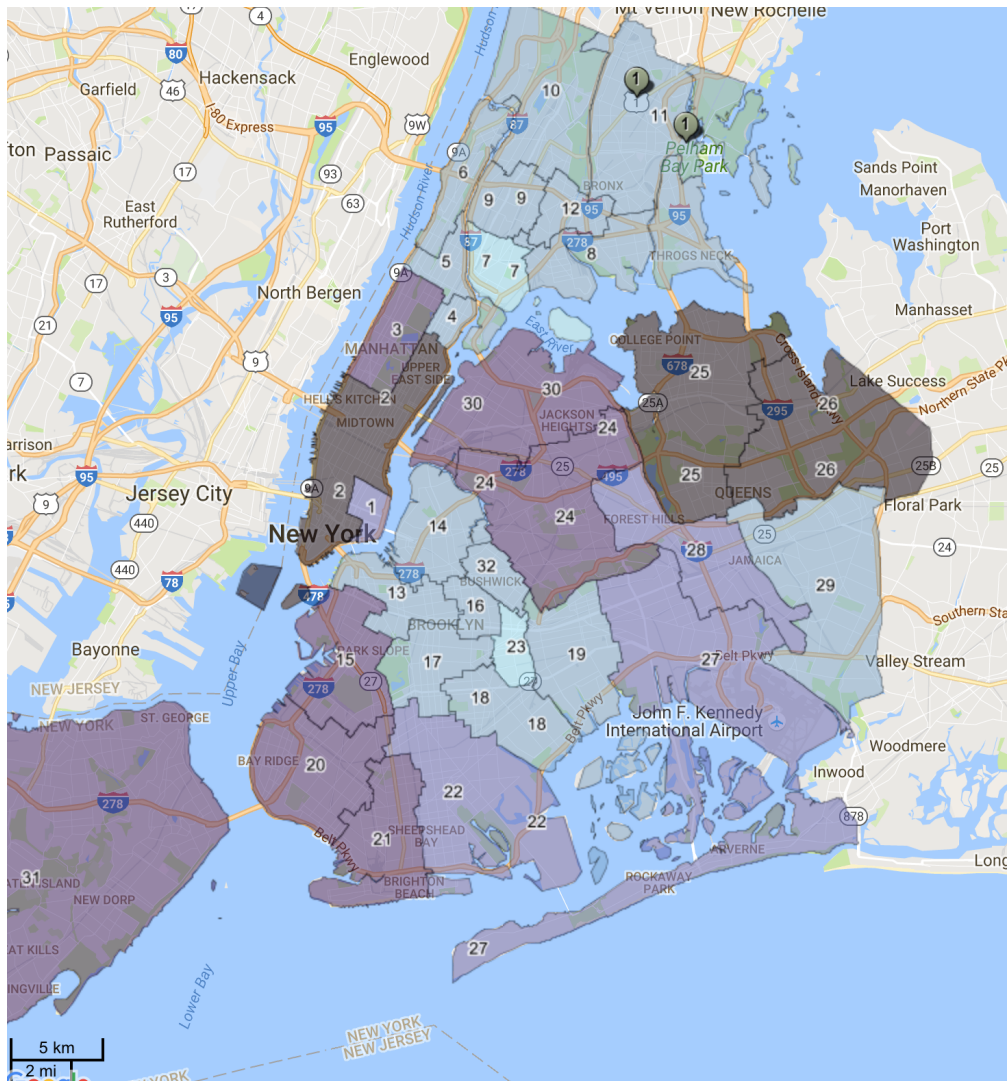 Mt Vernon
New Rochelle
4
4
80
Englewood
Hackensack
Garfield
46
I-80 Express
95
9W
Hudson River
10
87
1
1
11
Pelham
Bay Park
Passaic
17
93
63
9A
6
BRONX
Sands Point
Manorhaven
East
Rutherford
9
9
12
95
95
Port
Washington
3
17
Hudson River
87
278
8
THROGS NECK
5
7
7
North Bergen
9A
Manhasset
21
95
4
East River
COLLEGE POINT
3
MANHATTAN
UPPER
EAST SIDE
678
25
Cross Island Pkwy
Lake Success
Northern State Pk
7
9
2
HELL'S KITCHEN
MIDTOWN
30
30
JACKSON
HEIGHTS
24
25A
295
26
Harrison
95
9A
2
1
24
278
25
495
25
QUEENS
26
25B
25
9
Jersey City
440
New York
14
24
FOREST HILLS
Floral Park
28
25
JAMAICA
24
440
78
278
32
BUSHWICK
29
478
13
16
BROOKLYN
Southern Sta
Bayonne
PARK SLOPE
15
17
23
19
27
Belt Pkwy
Valley Stream
NEW JERSEY
NEW YORK
ST. GEORGE
Upper Bay
278
27
18
18
Belt Pkwy
John F. Kennedy
International Airport
Woodmere
BAY RIDGE
20
Inwood
278
22
22
878
Belt Pkwy
21
SHEEPSHEAD
BAY
ARVERNE
Long
31
NEW DORP
BRIGHTON
BEACH
ROCKAWAY
PARK
27
Lower Bay
5 km
2 mi
NEW YORK
NEW JERSEY